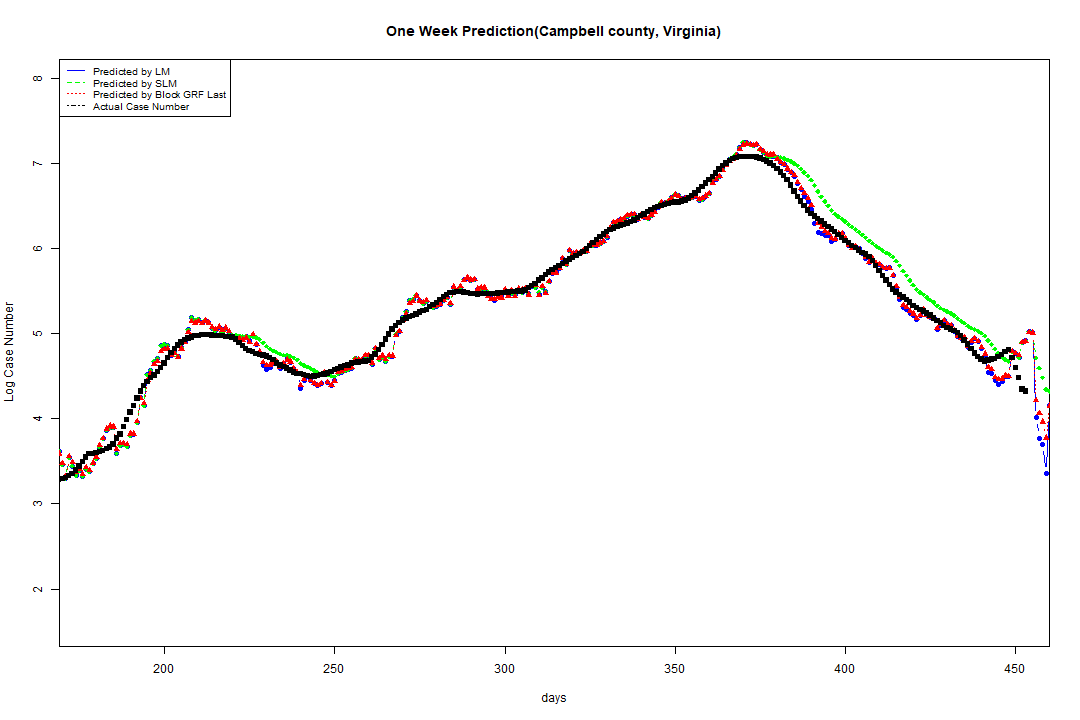 One Week Prediction(Campbell county, Virginia)
Predicted by LM
Predicted by SLM
Predicted by Block GRF Last
Actual Case Number
8
7
6
5
4
3
2
Log Case Number
200 250 300 350 400 450
days